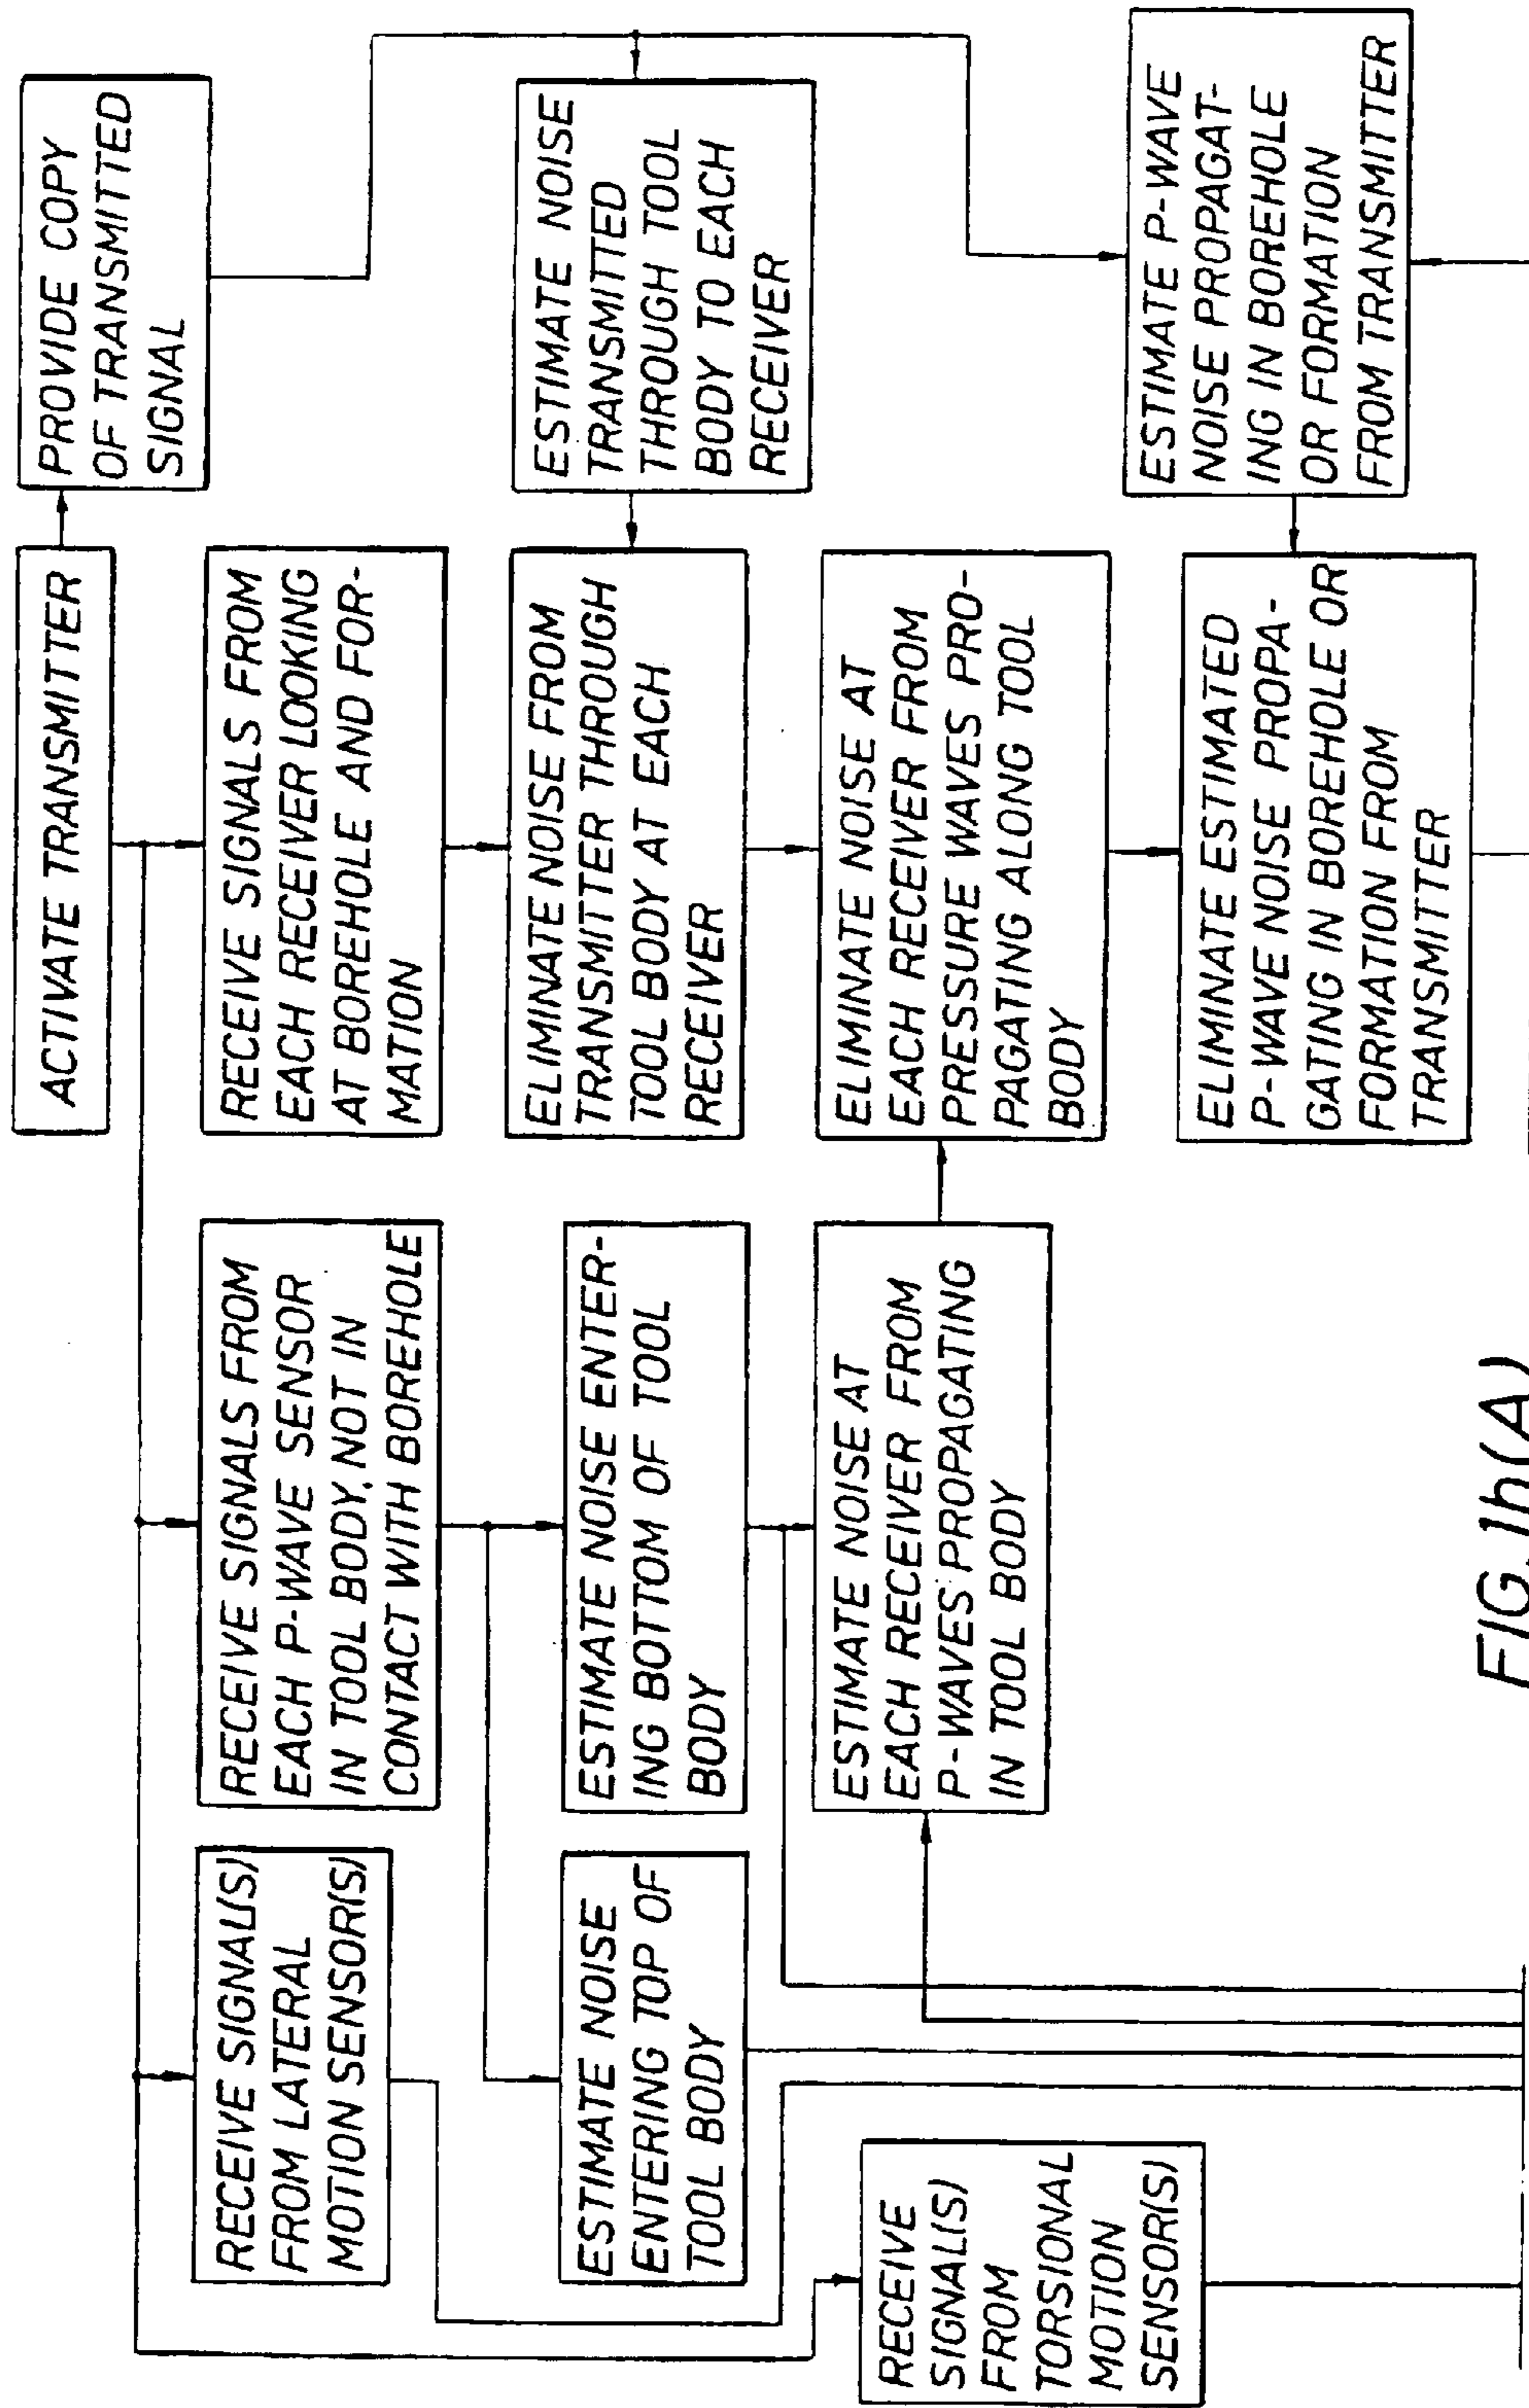 ACTIVATE TRANSMITTER
PROVIDE COPY
OF TRANSMITTED
SIGNAL
RECEIVE SIGNAL(S)
FROM LATERAL
MOTION SENSOR(S)
RECEIVE SIGNALS FROM
EACH P-WAVE SENSOR
IN TOOL BODY, NOT IN
CONTACT WITH BOREHOLE
RECEIVE SIGNALS FROM
EACH RECEIVER LOOKING
AT BOREHOLE AND FOR-
MATION
ESTIMATE NOISE
ENTERING TOP OF
TOOL BODY
ESTIMATE NOISE ENTER-
ING BOTTOM OF TOOL
BODY
ELIMINATE NOISE FROM
TRANSMITTER THROUGH
TOOL BODY AT EACH
RECEIVER
ESTIMATE NOISE
TRANSMITTED
THROUGH TOOL
BODY TO EACH
RECEIVER
RECEIVE
SIGNAL(S)
FROM
TORSIONAL
MOTION
SENSOR(S)
ESTIMATE NOISE AT
EACH RECEIVER FROM
P-WAVES PROPAGATING
IN TOOL BODY
ELIMINATE NOISE AT
EACH RECEIVER FROM
PRESSURE WAVES PRO-
PAGATING ALONG TOOL
BODY
ELIMINATE ESTIMATED
P-WAVE NOISE PROPA-
GATING IN BOREHOLE OR
FORMATION FROM
TRANSMITTER
ESTIMATE P-WAVE
NOISE PROPAGAT-
ING IN BOREHOLE
OR FORMATION
FROM TRANSMITTER
FIG. 1h(A)